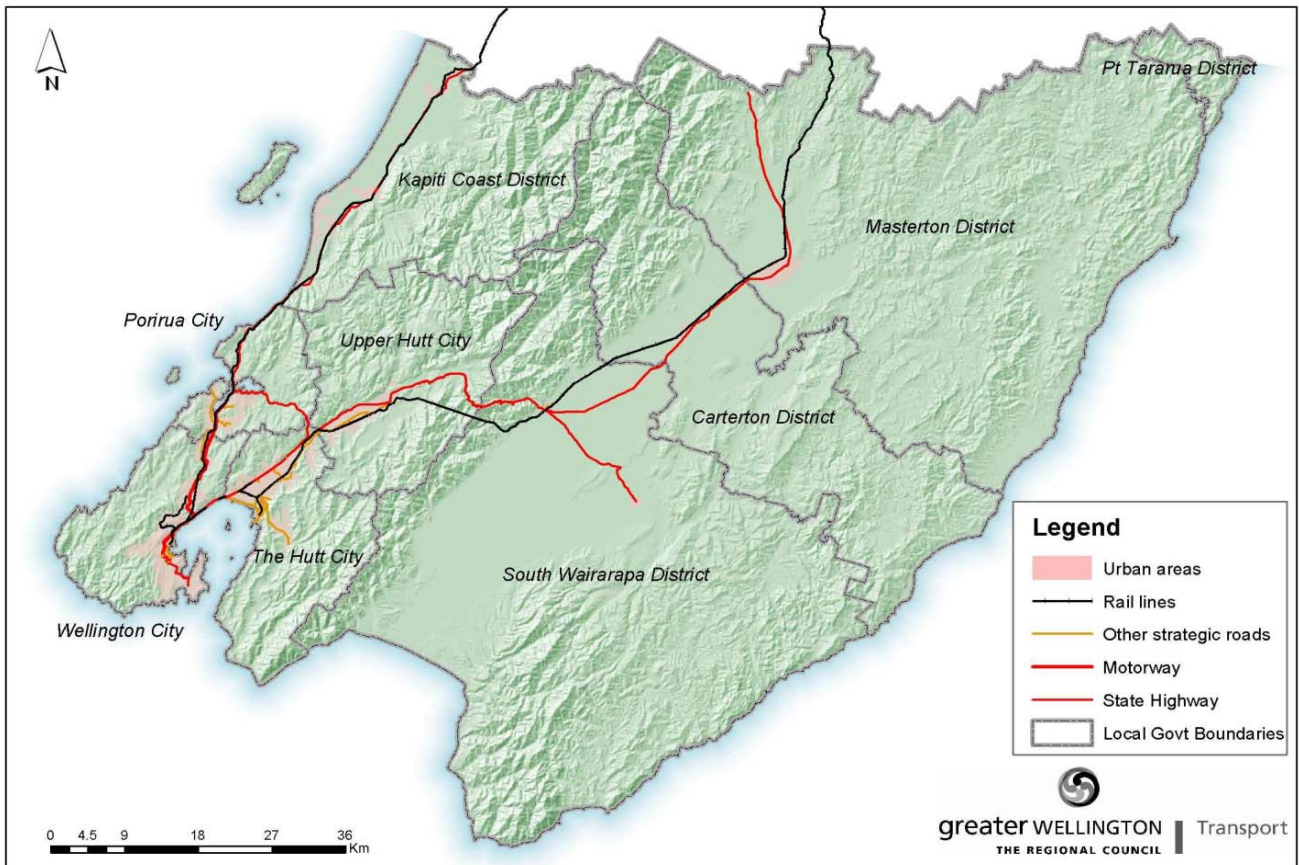 N
Pt Tararua District
Kapiti Coast District
Masterton District
Porirua City
Upper Hutt City
Carterton District
The Hutt City
South Wairarapa District
Wellington City
Legend
Urban areas
Rail lines
Other strategic roads
Motorway
State Highway
Local Govt Boundaries
0 4.5 9 18 27 36
Km
greater WELLINGTON
THE REGIONAL COUNCIL
Transport